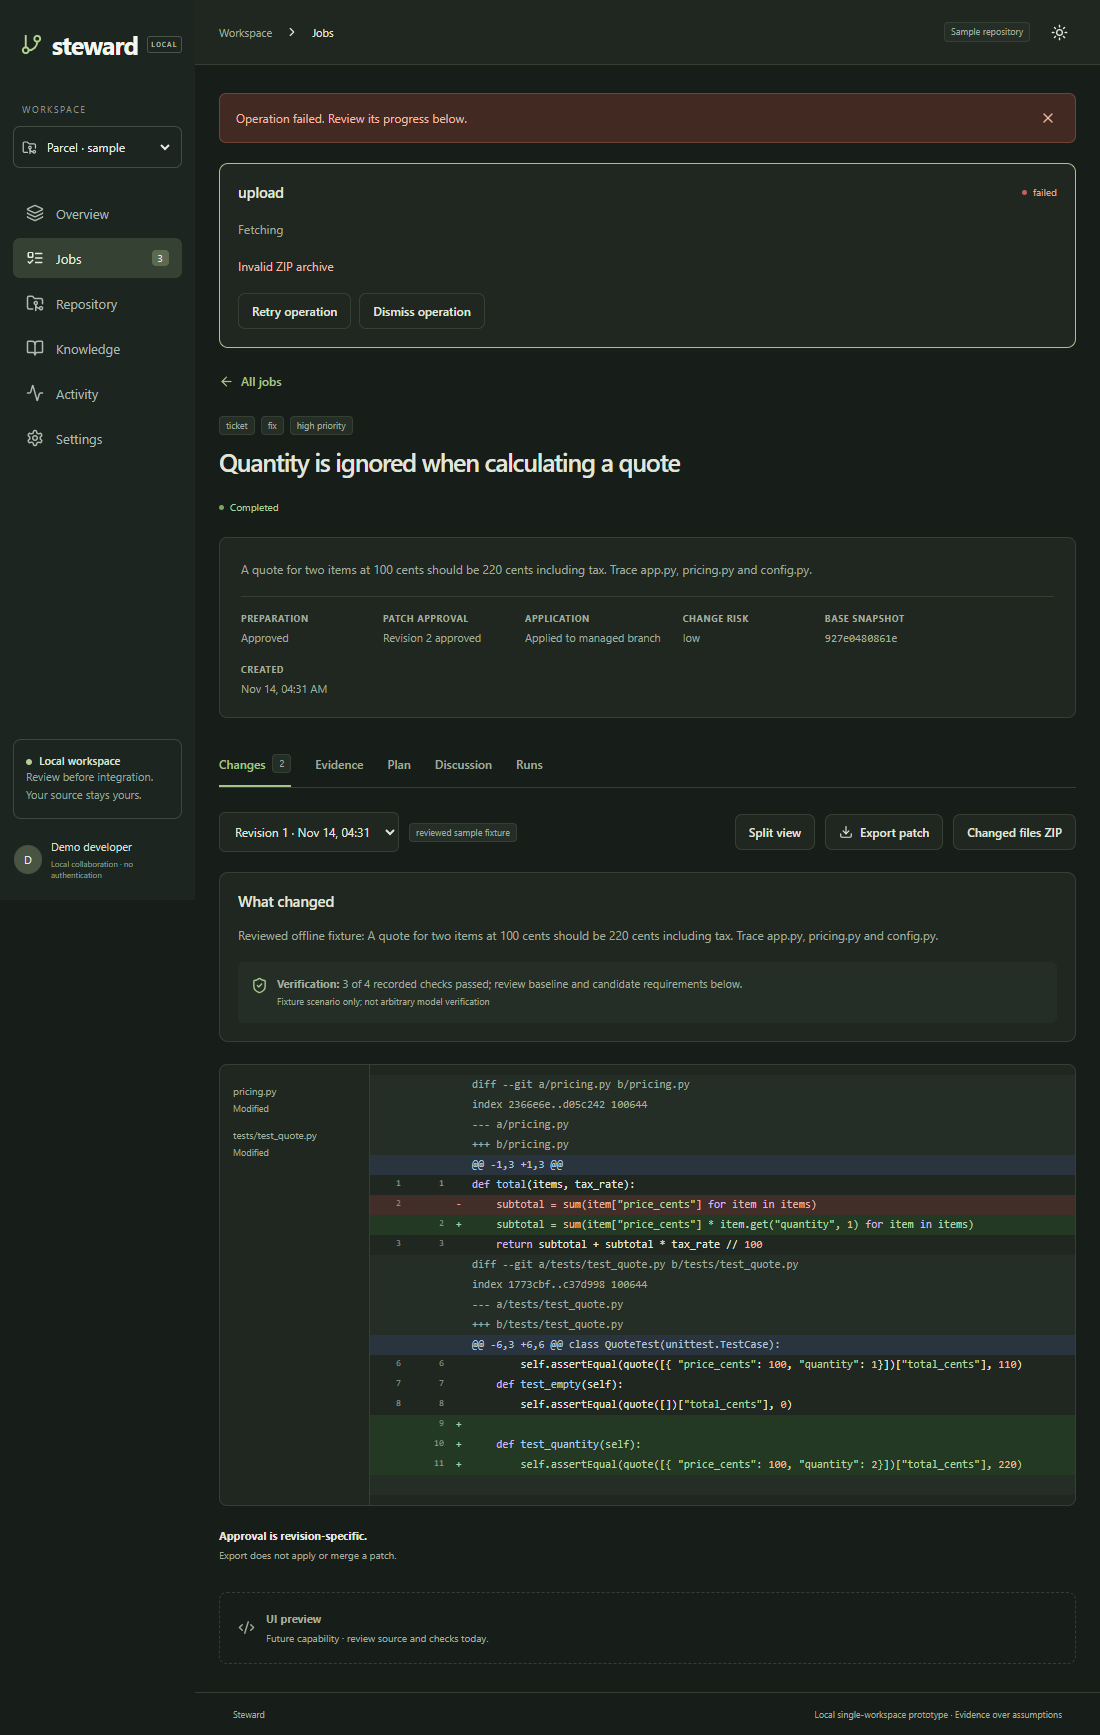 steward LOCAL
Workspace > Jobs
Sample repository
WORKSPACE
Parcel · sample
Overview
Jobs 3
Repository
Knowledge
Activity
Settings
Local workspace
Review before integration.
Your source stays yours.
D
Demo developer
Local collaboration · no
authentication
Operation failed. Review its progress below.
upload
failed
Fetching
Invalid ZIP archive
Retry operation
Dismiss operation
All jobs
ticket fix high priority
Quantity is ignored when calculating a quote
Completed
A quote for two items at 100 cents should be 220 cents including tax. Trace app.py, pricing.py and config.py.
PREPARATION
Approved
PATCH APPROVAL
Revision 2 approved
APPLICATION
Applied to managed branch
CHANGE RISK
low
BASE SNAPSHOT
927e0480861e
CREATED
Nov 14, 04:31 AM
Changes 2 Evidence Plan Discussion Runs
Revision 1 · Nov 14, 04:31
reviewed sample fixture
Split view
Export patch
Changed files ZIP
What changed
Reviewed offline fixture: A quote for two items at 100 cents should be 220 cents including tax. Trace app.py, pricing.py and config.py.
Verification: 3 of 4 recorded checks passed; review baseline and candidate requirements below.
Fixture scenario only; not arbitrary model verification
pricing.py
Modified
tests/test_quote.py
Modified
diff --git a/pricing.py b/pricing.py
index 2366e6e..d05c242 100644
--- a/pricing.py
+++ b/pricing.py
@@ -1,3 +1,3 @@
1 1 def total(items, tax_rate):
2 - subtotal = sum(item["price_cents"] for item in items)
2 + subtotal = sum(item["price_cents"] * item.get("quantity", 1) for item in items)
3 3 return subtotal + subtotal * tax_rate // 100
diff --git a/tests/test_quote.py b/tests/test_quote.py
index 1773cbf..c37d998 100644
--- a/tests/test_quote.py
+++ b/tests/test_quote.py
@@ -6,3 +6,6 @@ class QuoteTest(unittest.TestCase):
6 6 self.assertEqual(quote([{ "price_cents": 100, "quantity": 1}])["total_cents"], 110)
7 7 def test_empty(self):
8 8 self.assertEqual(quote([])["total_cents"], 0)
9 +
10 + def test_quantity(self):
11 + self.assertEqual(quote([{ "price_cents": 100, "quantity": 2}])["total_cents"], 220)
Approval is revision-specific.
Export does not apply or merge a patch.
UI preview
Future capability · review source and checks today.
Steward
Local single-workspace prototype · Evidence over assumptions